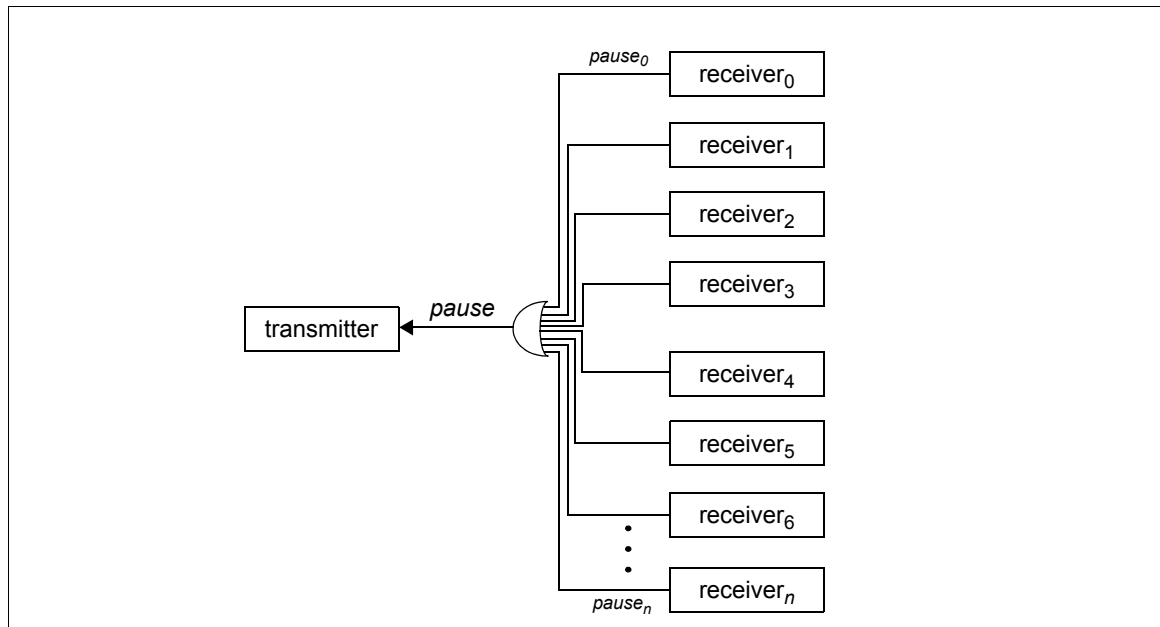 pause₀
receiver₀
receiver₁
receiver₂
receiver₃
pause
transmitter
receiver₄
receiver₅
receiver₆
receiverₙ
pauseₙ